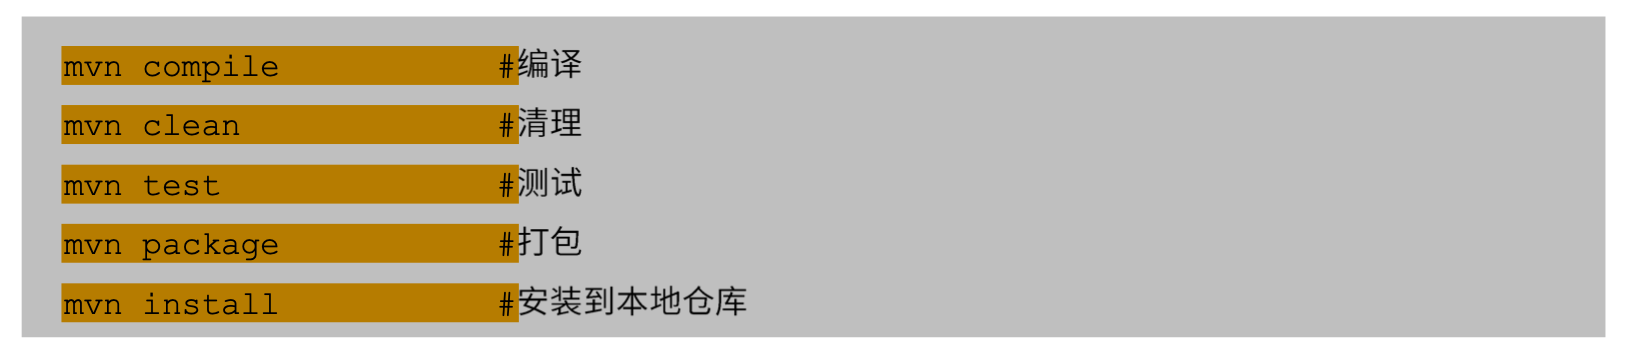 mvn compile           #编译
mvn clean             #清理
mvn test              #测试
mvn package           #打包
mvn install           #安装到本地仓库